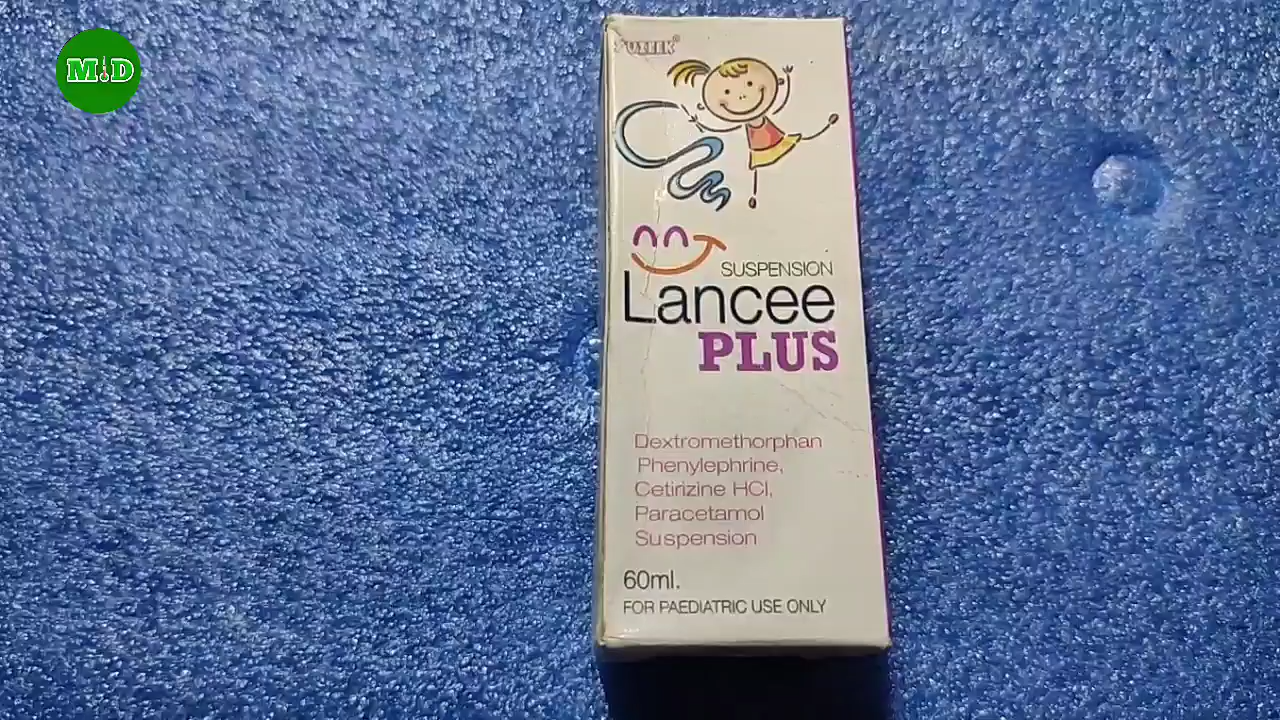 M D
SUSPENSION
Lancee
PLUS
Dextromethorphan
Phenylephrine,
Cetirizine HCl,
Paracetamol
Suspension
60ml.
FOR PAEDIATRIC USE ONLY